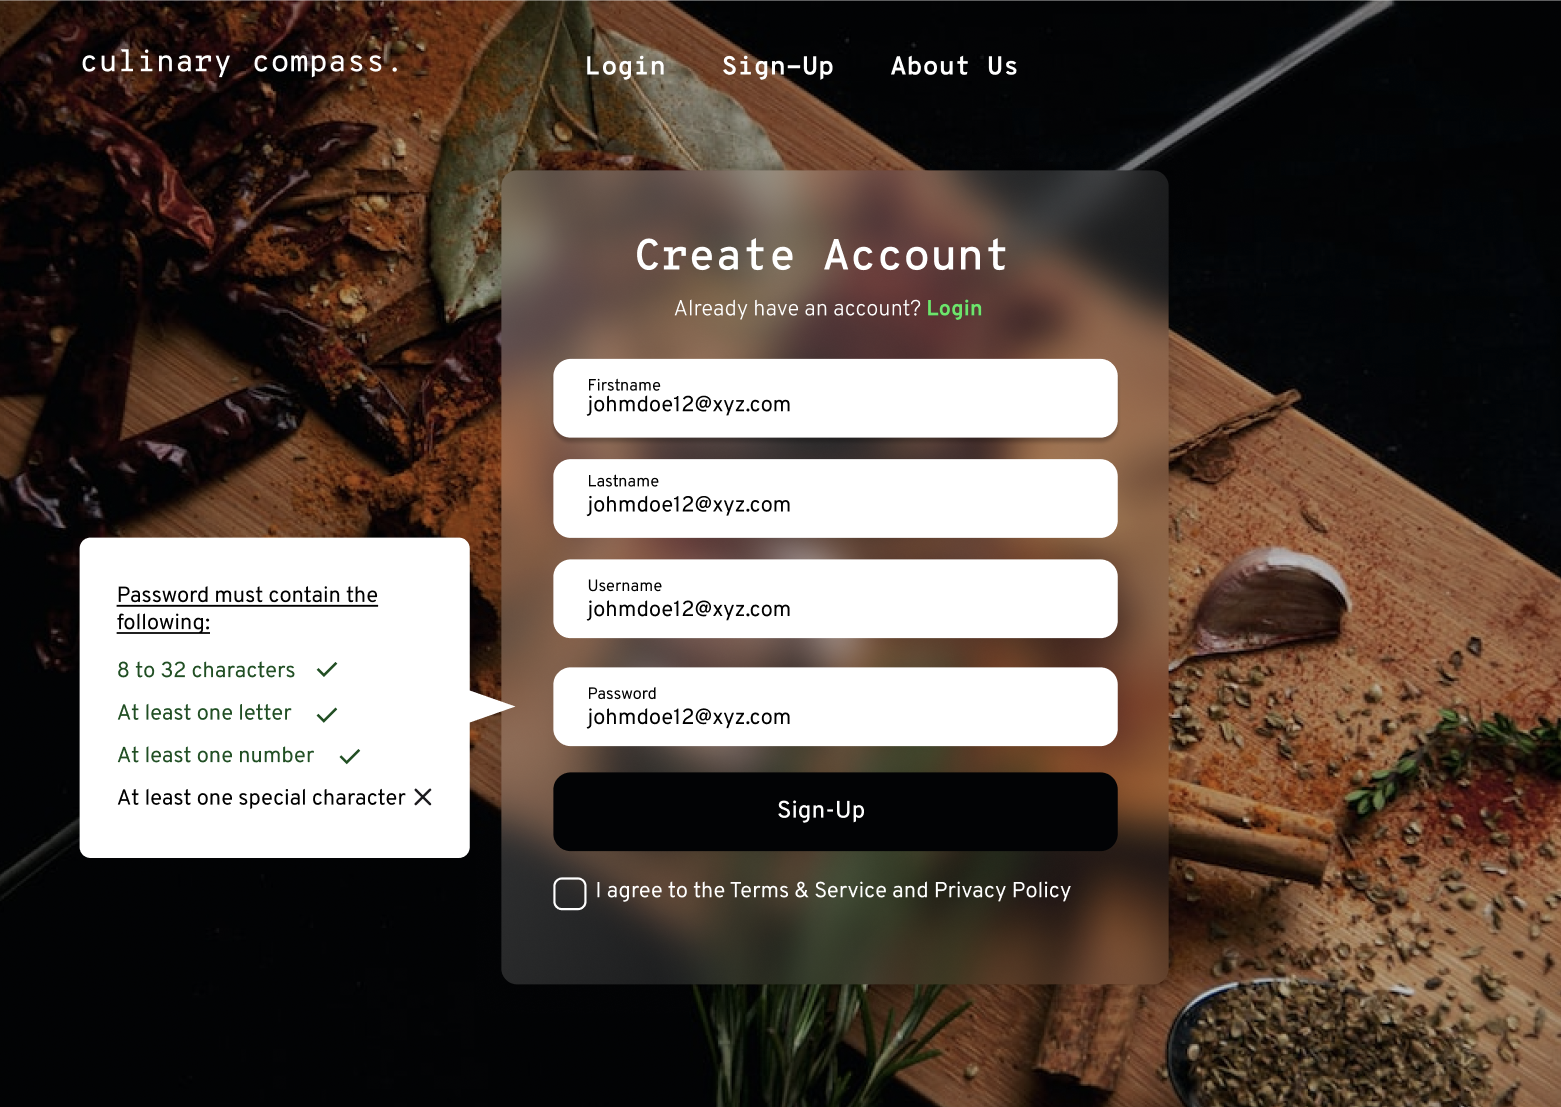 culinary compass.
Login Sign-Up About Us
Create Account
Already have an account? Login
Firstname
johmdoe12@xyz.com
Lastname
johmdoe12@xyz.com
Username
johmdoe12@xyz.com
Password
johmdoe12@xyz.com
Sign-Up
I agree to the Terms & Service and Privacy Policy
Password must contain the
following:
8 to 32 characters
At least one letter
At least one number
At least one special character